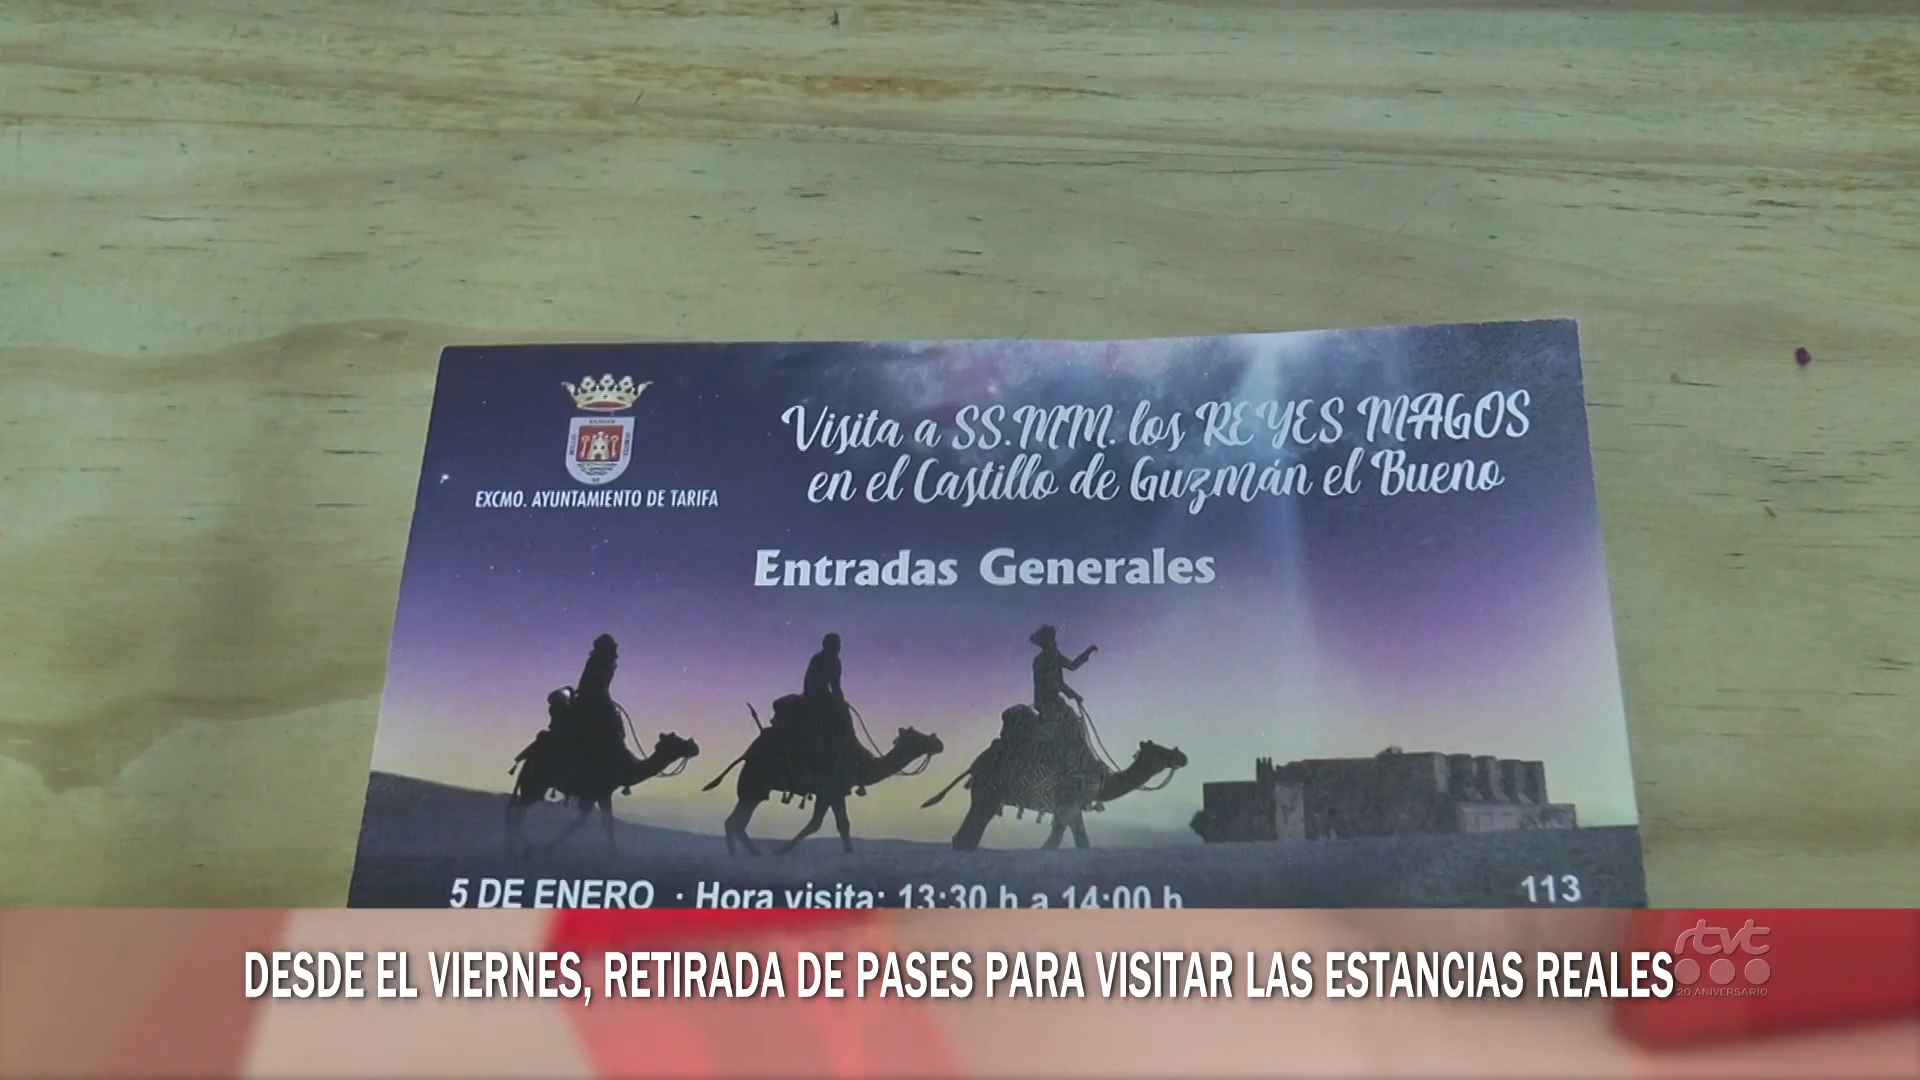 Visita a SS.MM. los REYES MAGOS
en el Castillo de Guzmán el Bueno
EXCMO. AYUNTAMIENTO DE TARIFA
Entradas Generales
5 DE ENERO · Hora visita: 13:30 h a 14:00 h
113
DESDE EL VIERNES, RETIRADA DE PASES PARA VISITAR LAS ESTANCIAS REALES
rtvt
20 ANIVERSARIO